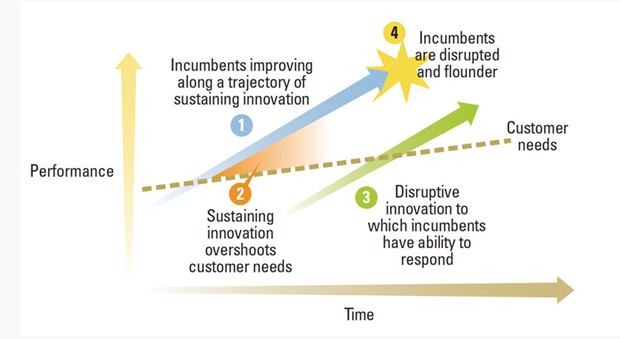 4
Incumbents
are disrupted
and flounder
Incumbents improving
along a trajectory of
sustaining innovation
1
Customer
needs
Performance
2
Sustaining
innovation
overshoots
customer needs
3
Disruptive
innovation to
which incumbents
have ability to
respond
Time